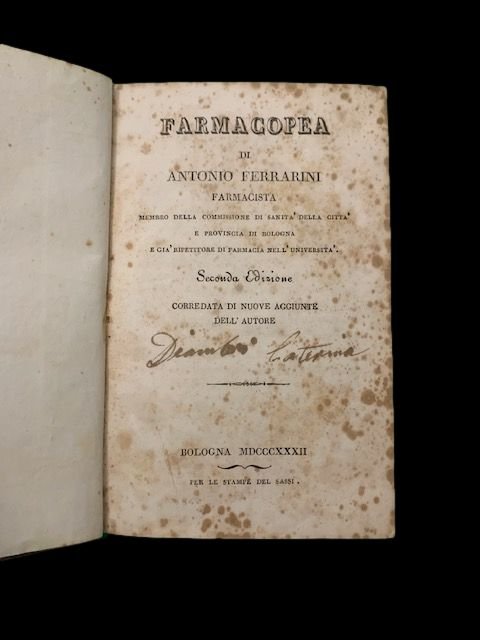 FARMACOPEA
DI
ANTONIO FERRARINI
FARMACISTA
MEMBRO DELLA COMMISSIONE DI SANITA' DELLA CITTA'
E PROVINCIA DI BOLOGNA
E GIA' RIPETITORE DI FARMACIA NELL'UNIVERSITA'.
Seconda Edizione
CORREDATA DI NUOVE AGGIUNTE
DELL'AUTORE
Caterina
BOLOGNA MDCCCXXXII
PER LE STAMPE DEL SASSI.